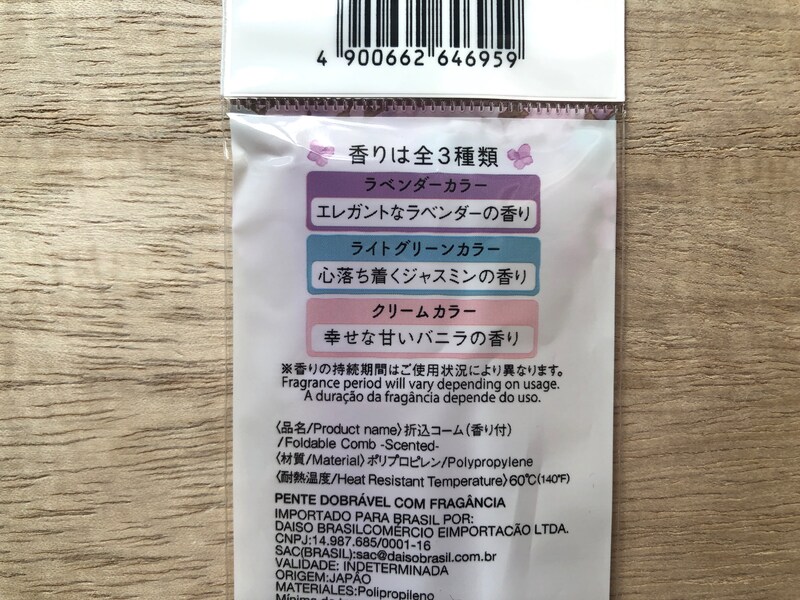 4 900662 646959
香りは全3種類
ラベンダーカラー
エレガントなラベンダーの香り
ライトグリーンカラー
心落ち着くジャスミンの香り
クリームカラー
幸せな甘いバニラの香り
※香りの持続期間はご使用状況により異なります。
Fragrance period will vary depending on usage.
A duração da fragância depende do uso.
〈品名/Product name〉折込コーム(香り付)
/Foldable Comb -Scented-
〈材質/Material〉ポリプロピレン/Polypropylene
〈耐熱温度/Heat Resistant Temperature〉60℃(140°F)
PENTE DOBRÁVEL COM FRAGÂNCIA
IMPORTADO PARA BRASIL POR:
DAISO BRASILCOMÉRCIO EIMPORTACÃO LTDA.
CNPJ:14.987.685/0001-16
SAC(BRASIL):sac@daisobrasil.com.br
VALIDADE: INDETERMINADA
ORIGEM:JAPÃO
MATERIALES:Polipropileno